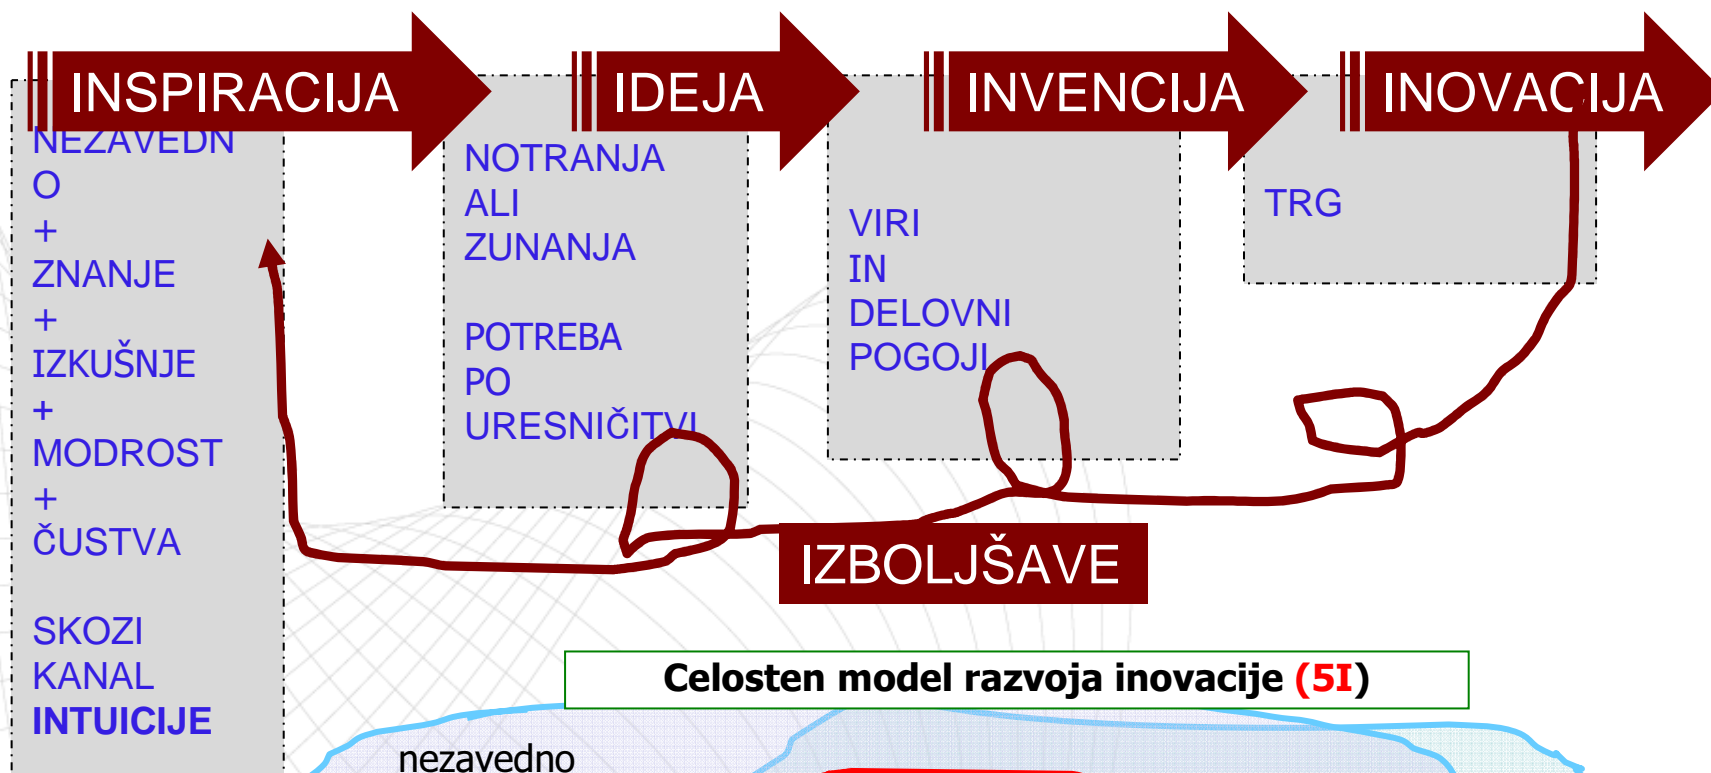 INSPIRACIJA
IDEJA
INVENCIJA
INOVACIJA
NEZAVEDN
O
+
ZNANJE
+
IZKUŠNJE
+
MODROST
+
ČUSTVA
SKOZI
KANAL
INTUICIJE
NOTRANJA
ALI
ZUNANJA
POTREBA
PO
URESNIČITVI
VIRI
IN
DELOVNI
POGOJI
TRG
IZBOLJŠAVE
Celosten model razvoja inovacije (5I)
nezavedno